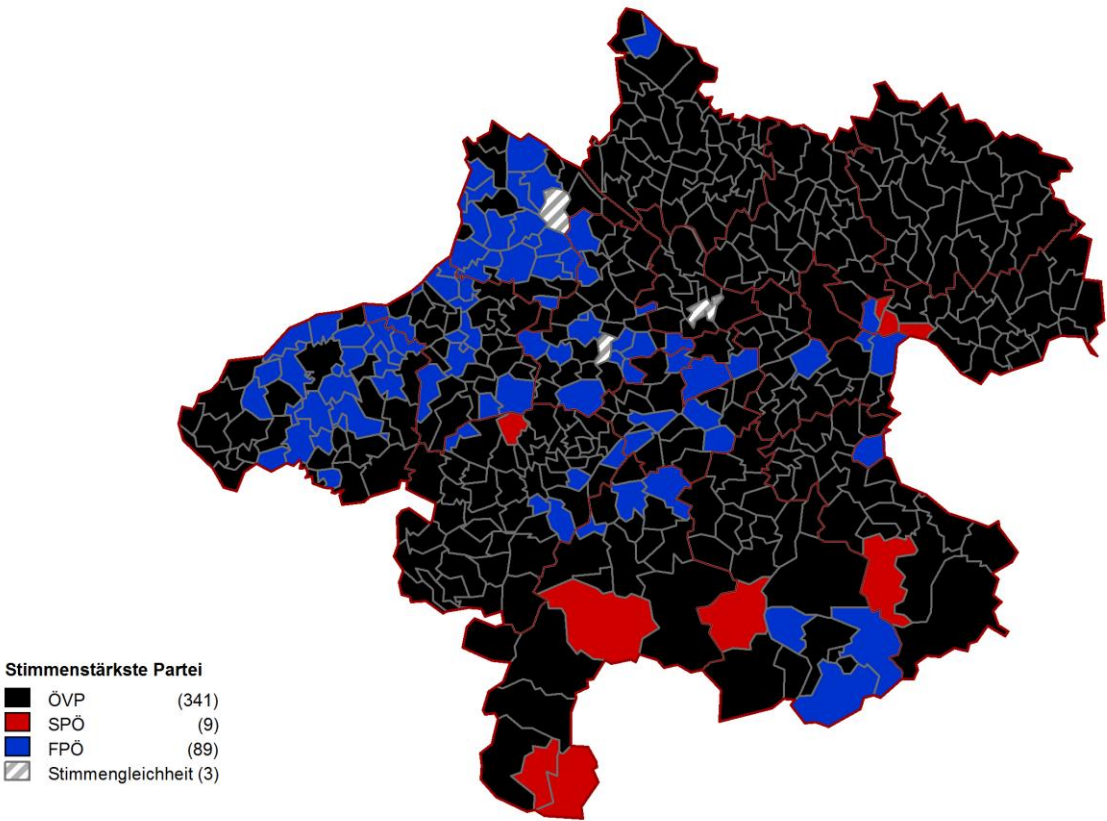 Stimmenstärkste Partei
ÖVP (341)
SPÖ (9)
FPÖ (89)
Stimmengleichheit (3)